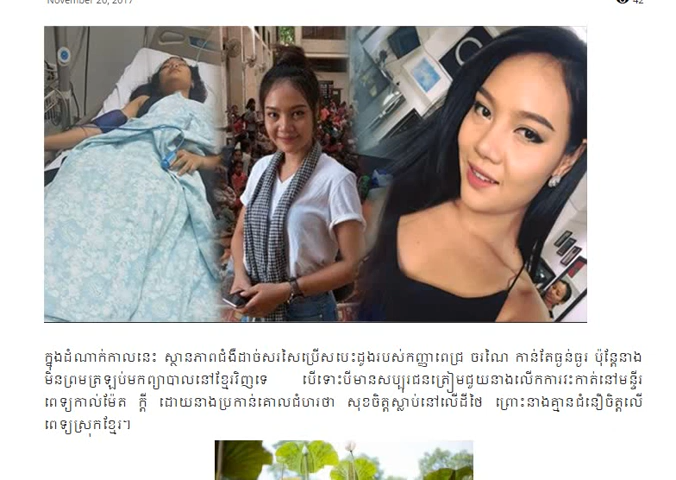 November 20, 2017
42
ក្នុងដំណាក់កាលនេះ ស្ថានភាពជំងឺដាច់សរសៃប្រើសបេះដូងរបស់កញ្ញាពេជ្រ ចរណៃ កាន់តែធ្ងន់ធ្ងរ ប៉ុន្តែនាង
មិនព្រមត្រឡប់មកព្យាបាលនៅខ្មែរវិញទេ បើទោះបីមានសប្បុរជនត្រៀមជួយនាងលើកការវះកាត់នៅមន្ទីរ
ពេទ្យកាល់ម៉ែត ក្ដី ដោយនាងប្រកាន់គោលជំហរថា សុខចិត្តស្លាប់នៅលើដីថៃ ព្រោះនាងគ្មានជំនឿចិត្តលើ
ពេទ្យស្រុកខ្មែរ។